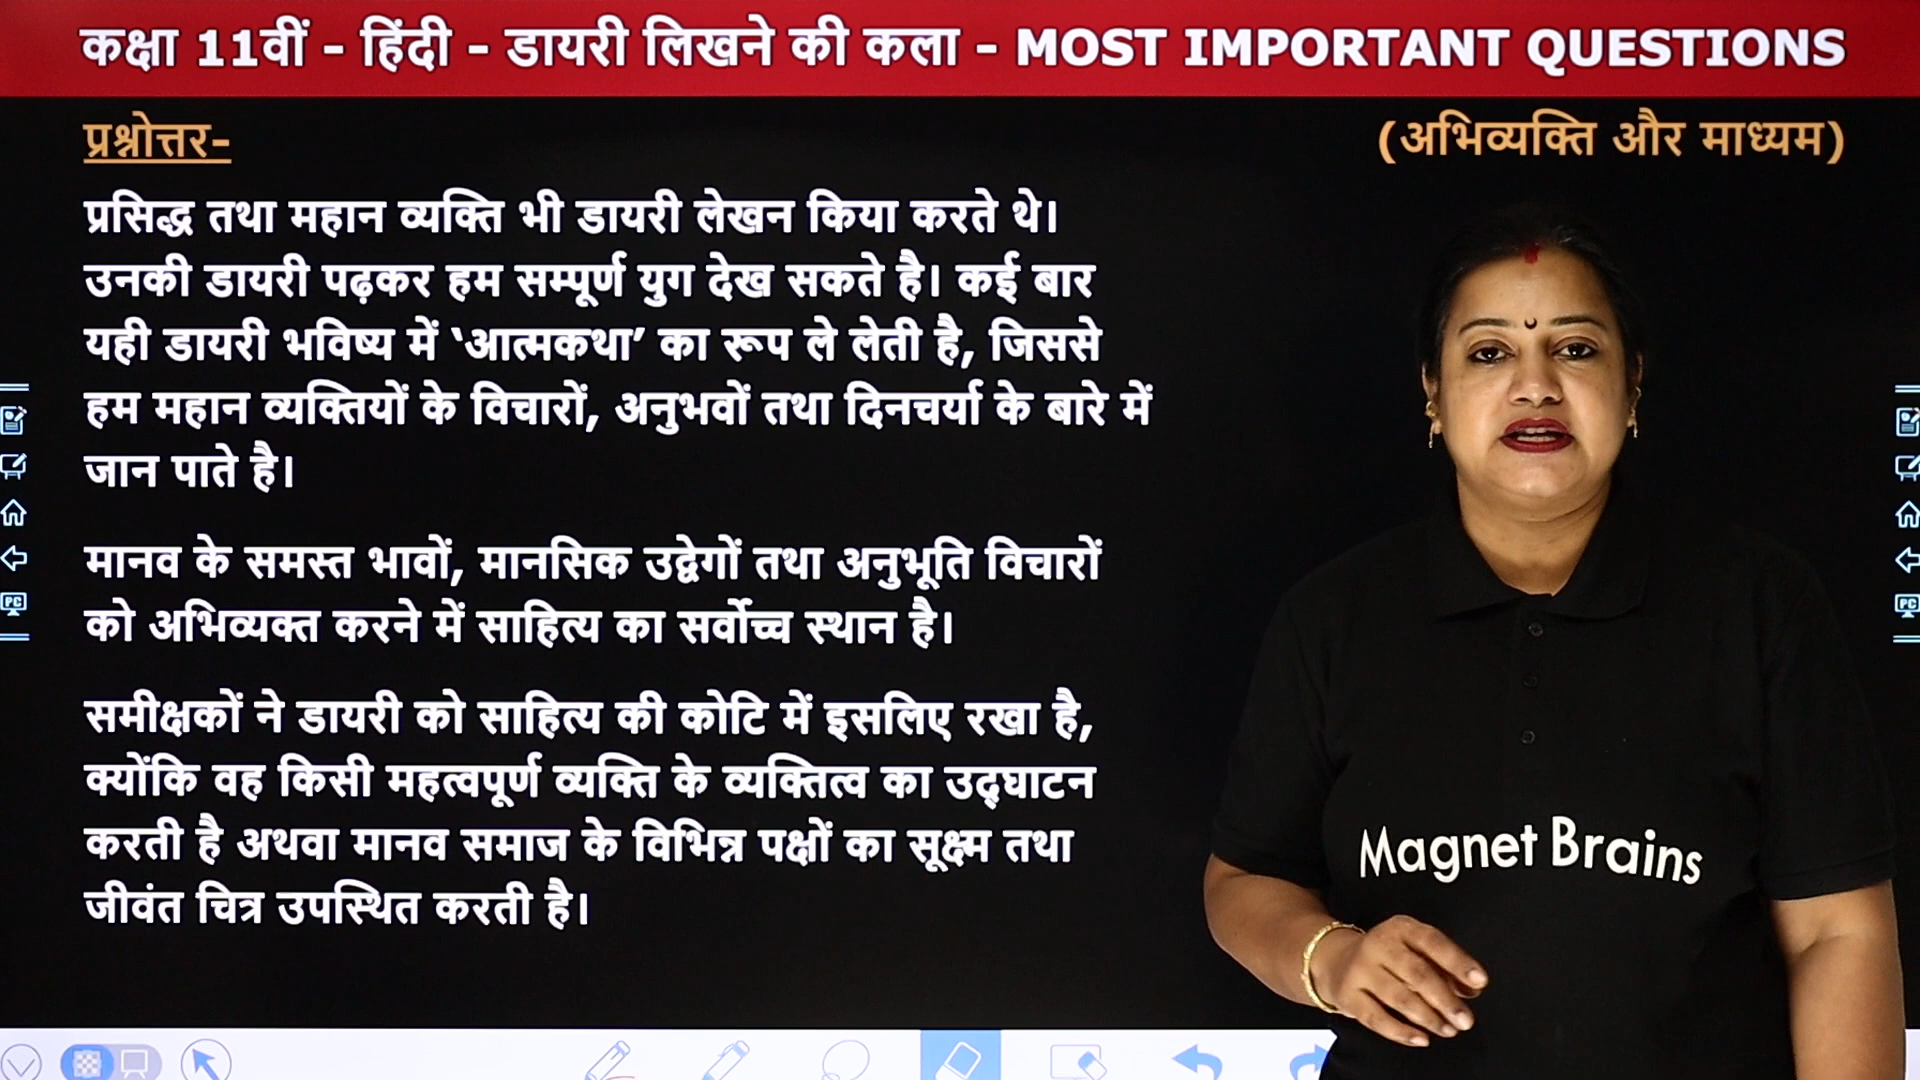 कक्षा 11वीं - हिंदी - डायरी लिखने की कला - MOST IMPORTANT QUESTIONS
प्रश्नोत्तर-
(अभिव्यक्ति और माध्यम)
प्रसिद्ध तथा महान व्यक्ति भी डायरी लेखन किया करते थे।
उनकी डायरी पढ़कर हम सम्पूर्ण युग देख सकते है। कई बार
यही डायरी भविष्य में ‘आत्मकथा’ का रूप ले लेती है, जिससे
हम महान व्यक्तियों के विचारों, अनुभवों तथा दिनचर्या के बारे में
जान पाते है।
मानव के समस्त भावों, मानसिक उद्वेगों तथा अनुभूति विचारों
को अभिव्यक्त करने में साहित्य का सर्वोच्च स्थान है।
समीक्षकों ने डायरी को साहित्य की कोटि में इसलिए रखा है,
क्योंकि वह किसी महत्वपूर्ण व्यक्ति के व्यक्तित्व का उद्‌घाटन
करती है अथवा मानव समाज के विभिन्न पक्षों का सूक्ष्म तथा
जीवंत चित्र उपस्थित करती है।
Magnet Brains
PC
PC